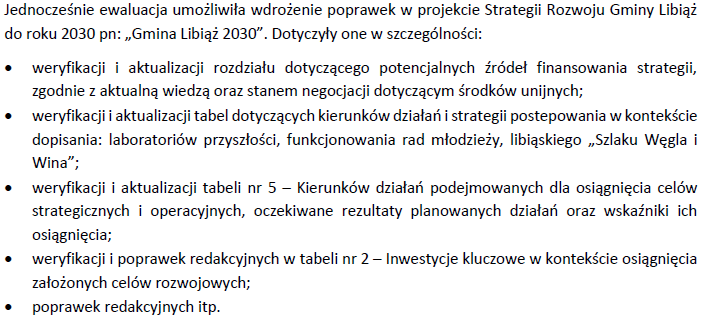 Jednocześnie ewaluacja umożliwiła wdrożenie poprawek w projekcie Strategii Rozwoju Gminy Libiąż
do roku 2030 pn: „Gmina Libiąż 2030”. Dotyczyły one w szczególności:
• weryfikacji i aktualizacji rozdziału dotyczącego potencjalnych źródeł finansowania strategii,
zgodnie z aktualną wiedzą oraz stanem negocjacji dotyczącym środków unijnych;
• weryfikacji i aktualizacji tabel dotyczących kierunków działań i strategii postepowania w kontekście
dopisania: laboratoriów przyszłości, funkcjonowania rad młodzieży, libiąskiego „Szlaku Węgla i
Wina”;
• weryfikacji i aktualizacji tabeli nr 5 – Kierunków działań podejmowanych dla osiągnięcia celów
strategicznych i operacyjnych, oczekiwane rezultaty planowanych działań oraz wskaźniki ich
osiągnięcia;
• weryfikacji i poprawek redakcyjnych w tabeli nr 2 – Inwestycje kluczowe w kontekście osiągnięcia
założonych celów rozwojowych;
• poprawek redakcyjnych itp.